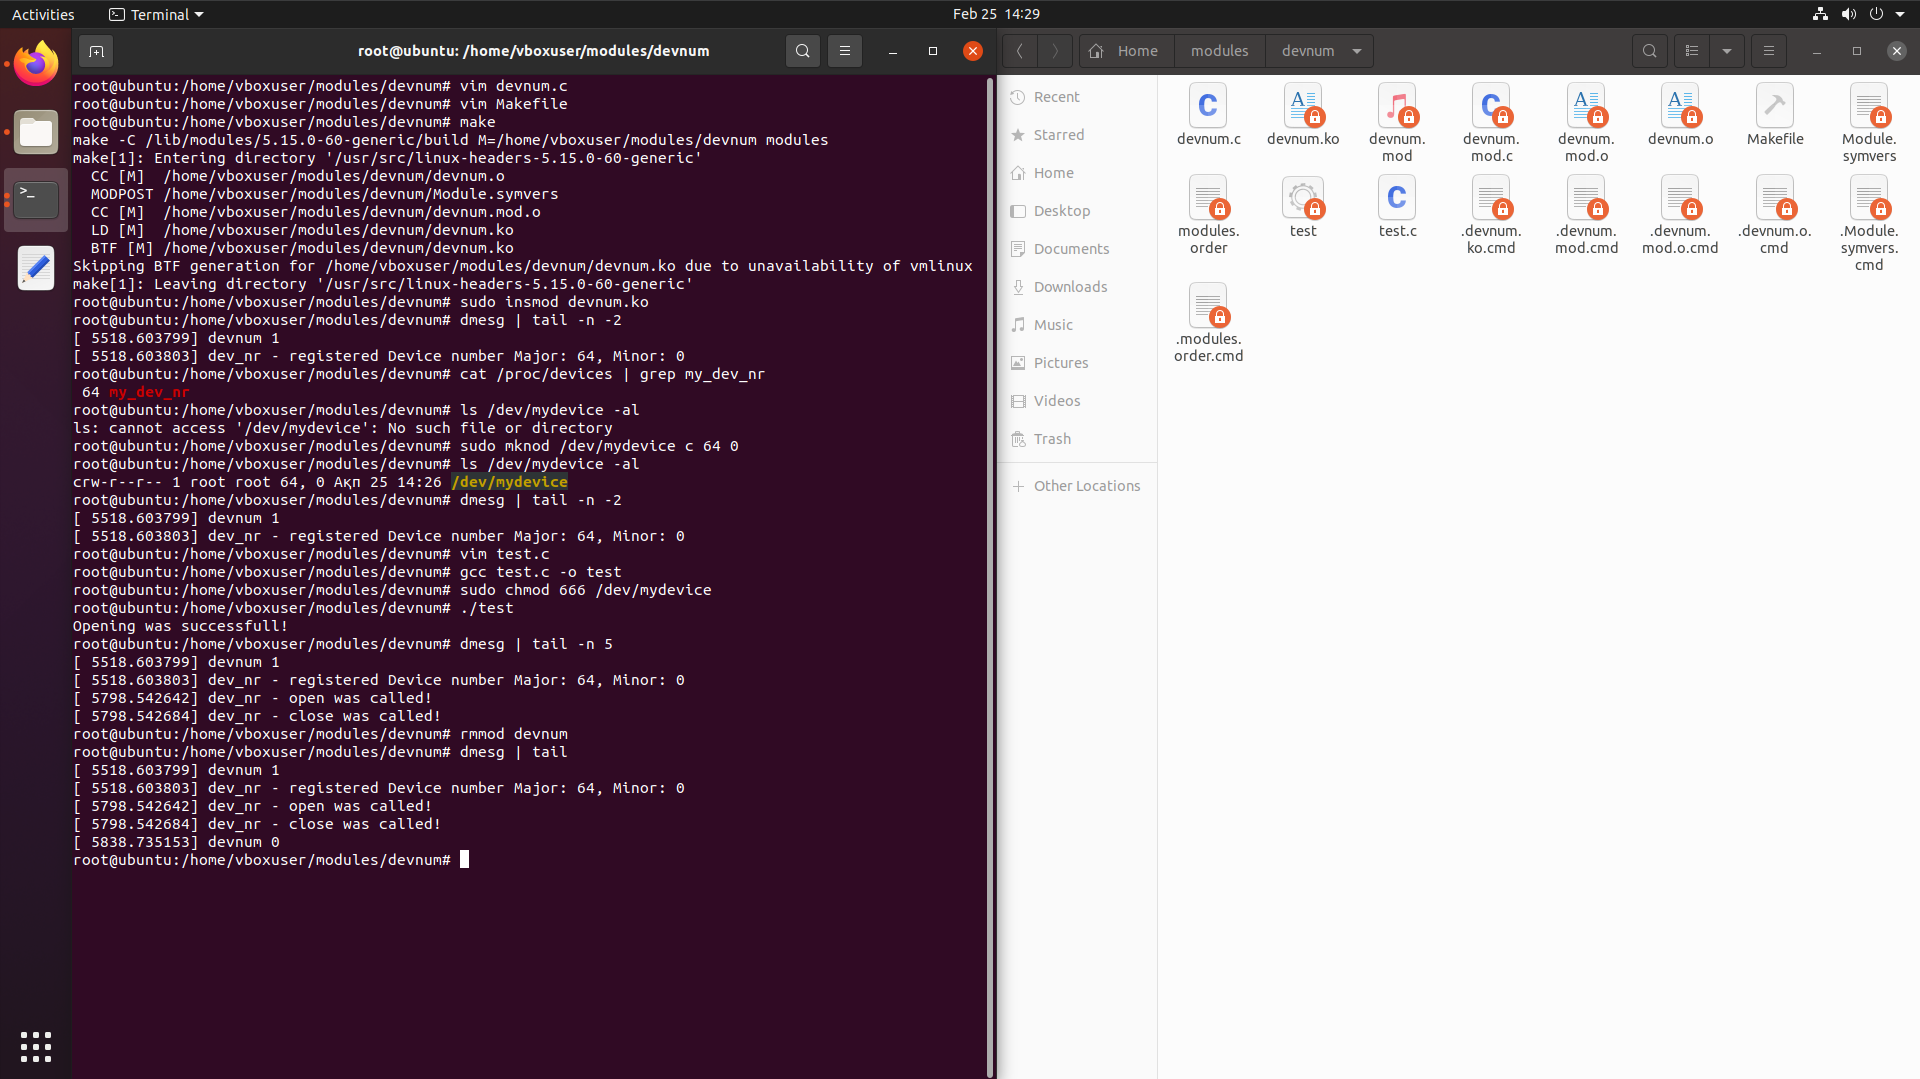 Activities
Terminal
Feb 25 14:29
root@ubuntu: /home/vboxuser/modules/devnum
root@ubuntu:/home/vboxuser/modules/devnum# vim devnum.c
root@ubuntu:/home/vboxuser/modules/devnum# vim Makefile
root@ubuntu:/home/vboxuser/modules/devnum# make
make -C /lib/modules/5.15.0-60-generic/build M=/home/vboxuser/modules/devnum modules
make[1]: Entering directory '/usr/src/linux-headers-5.15.0-60-generic'
  CC [M]  /home/vboxuser/modules/devnum/devnum.o
  MODPOST /home/vboxuser/modules/devnum/Module.symvers
  CC [M]  /home/vboxuser/modules/devnum/devnum.mod.o
  LD [M]  /home/vboxuser/modules/devnum/devnum.ko
  BTF [M] /home/vboxuser/modules/devnum/devnum.ko
Skipping BTF generation for /home/vboxuser/modules/devnum/devnum.ko due to unavailability of vmlinux
make[1]: Leaving directory '/usr/src/linux-headers-5.15.0-60-generic'
root@ubuntu:/home/vboxuser/modules/devnum# sudo insmod devnum.ko
root@ubuntu:/home/vboxuser/modules/devnum# dmesg | tail -n -2
[ 5518.603799] devnum 1
[ 5518.603803] dev_nr - registered Device number Major: 64, Minor: 0
root@ubuntu:/home/vboxuser/modules/devnum# cat /proc/devices | grep my_dev_nr
 64 my_dev_nr
root@ubuntu:/home/vboxuser/modules/devnum# ls /dev/mydevice -al
ls: cannot access '/dev/mydevice': No such file or directory
root@ubuntu:/home/vboxuser/modules/devnum# sudo mknod /dev/mydevice c 64 0
root@ubuntu:/home/vboxuser/modules/devnum# ls /dev/mydevice -al
crw-r--r-- 1 root root 64, 0 Ақп 25 14:26 /dev/mydevice
root@ubuntu:/home/vboxuser/modules/devnum# dmesg | tail -n -2
[ 5518.603799] devnum 1
[ 5518.603803] dev_nr - registered Device number Major: 64, Minor: 0
root@ubuntu:/home/vboxuser/modules/devnum# vim test.c
root@ubuntu:/home/vboxuser/modules/devnum# gcc test.c -o test
root@ubuntu:/home/vboxuser/modules/devnum# sudo chmod 666 /dev/mydevice
root@ubuntu:/home/vboxuser/modules/devnum# ./test
Opening was successfull!
root@ubuntu:/home/vboxuser/modules/devnum# dmesg | tail -n 5
[ 5518.603799] devnum 1
[ 5518.603803] dev_nr - registered Device number Major: 64, Minor: 0
[ 5798.542642] dev_nr - open was called!
[ 5798.542684] dev_nr - close was called!
root@ubuntu:/home/vboxuser/modules/devnum# rmmod devnum
root@ubuntu:/home/vboxuser/modules/devnum# dmesg | tail
[ 5518.603799] devnum 1
[ 5518.603803] dev_nr - registered Device number Major: 64, Minor: 0
[ 5798.542642] dev_nr - open was called!
[ 5798.542684] dev_nr - close was called!
[ 5838.735153] devnum 0
root@ubuntu:/home/vboxuser/modules/devnum#
Home modules devnum
Recent
Starred
Home
Desktop
Documents
Downloads
Music
Pictures
Videos
Trash
Other Locations
devnum.c
devnum.ko
devnum.
mod
devnum.
mod.c
devnum.
mod.o
devnum.o
Makefile
Module.
symvers
modules.
order
test
test.c
.devnum.
ko.cmd
.devnum.
mod.cmd
.devnum.
mod.o.cmd
.devnum.o.
cmd
.Module.
symvers.
cmd
.modules.
order.cmd